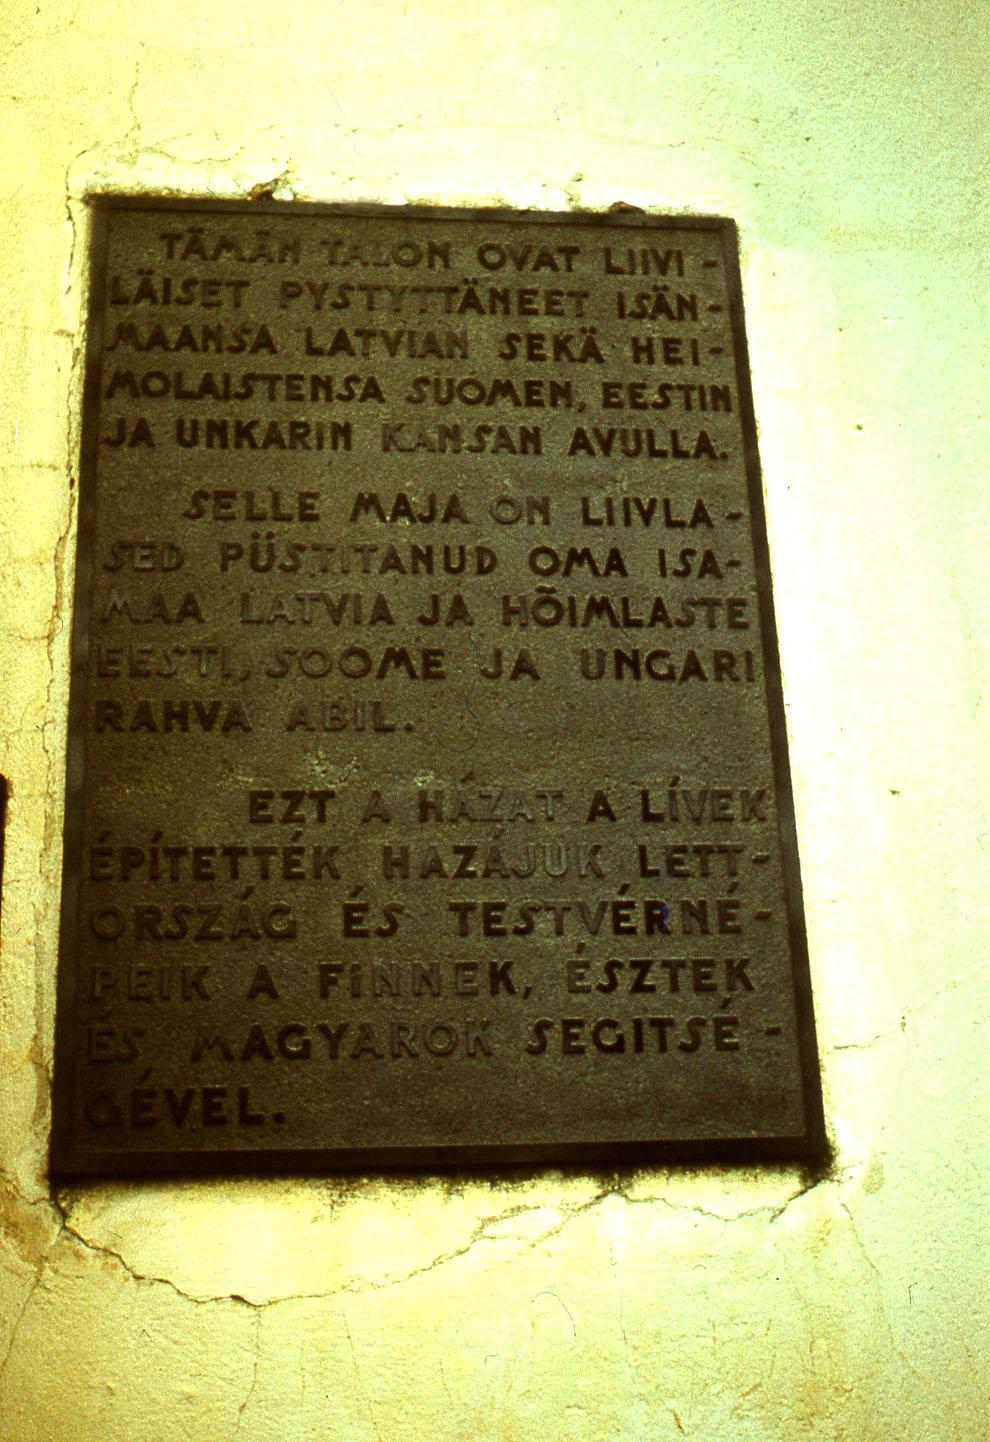 TÄMÄN TALON OVAT LIIVI-
LÄISET PYSTYTTÄNEET ISÄN-
MAANSA LATVIAN SEKÄ HEI-
MOLAISTENSA SUOMEN, EESTIN
JA UNKARIN KANSAN AVULLA.
SELLE MAJA ON LIIVLA-
SED PÜSTITANUD OMA ISA-
MAA LATVIA JA HÕIMLASTE
EESTI, SOOME JA UNGARI
RAHVA ABIL.
EZT A HÁZAT A LÍVEK
ÉPÍTETTÉK HAZÁJUK LETT-
ORSZÁG ÉS TESTVÉRNÉ-
PEIK A FINNEK, ÉSZTEK
ÉS MAGYAROK SEGITSÉ-
GÉVEL.